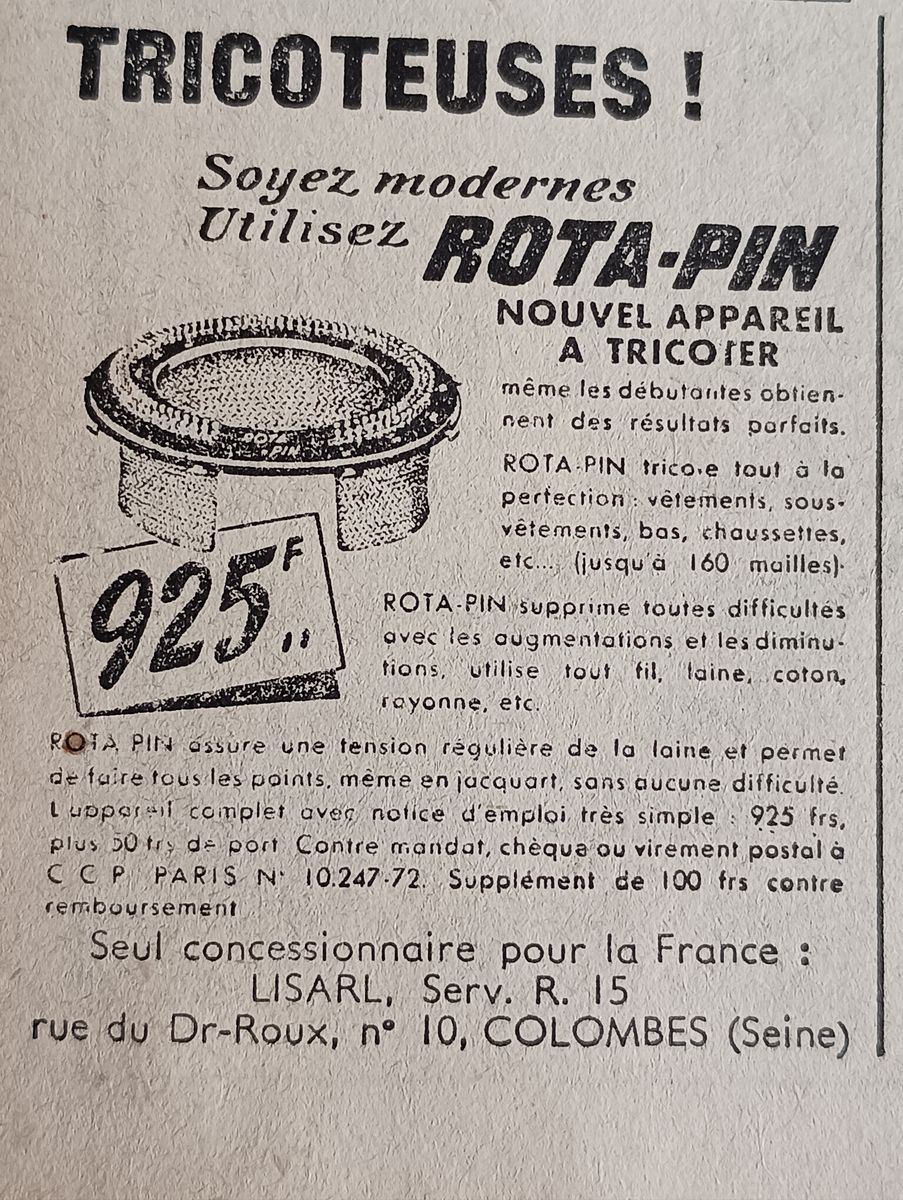 TRICOTEUSES !
Soyez modernes
Utilisez ROTA-PIN
NOUVEL APPAREIL
A TRICOTER
même les débutantes obtien-
nent des résultats parfaits.
ROTA-PIN tricote tout à la
perfection : vêtements, sous-
vêtements, bas, chaussettes,
etc... (jusqu'à 160 mailles).
ROTA-PIN supprime toutes difficultés
avec les augmentations et les diminu-
tions, utilise tout fil, laine, coton,
rayonne, etc.
ROTA PIN
925F
ROTA PIN assure une tension régulière de la laine et permet
de faire tous les points, même en jacquart, sans aucune difficulté.
L'appareil complet avec notice d'emploi très simple : 925 frs,
plus 50 frs de port. Contre mandat, chèque ou virement postal à
C C P PARIS N° 10.247-72. Supplément de 100 frs contre
remboursement
Seul concessionnaire pour la France :
LISARL, Serv. R. 15
rue du Dr-Roux, n° 10, COLOMBES (Seine)